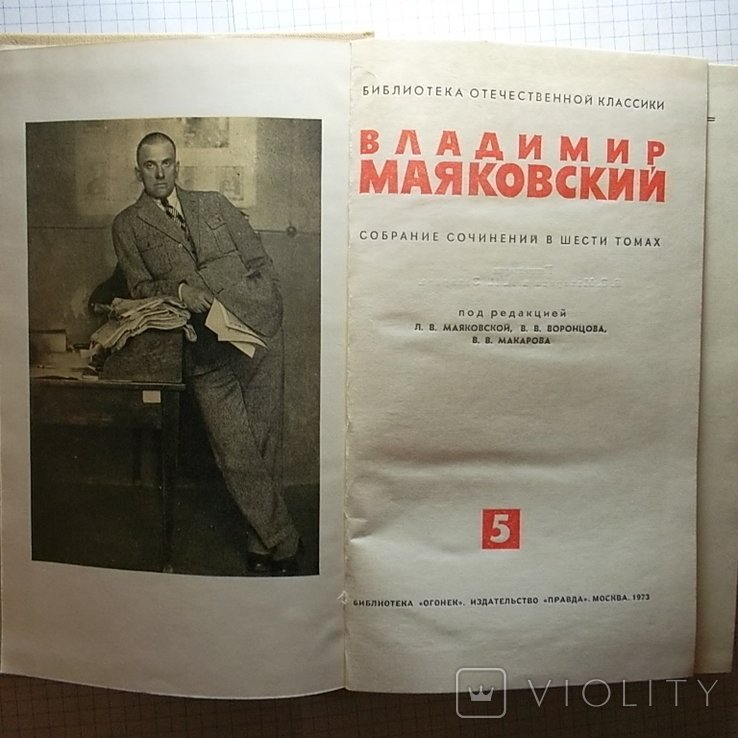 БИБЛИОТЕКА ОТЕЧЕСТВЕННОЙ КЛАССИКИ
ВЛАДИМИР
МАЯКОВСКИЙ
СОБРАНИЕ СОЧИНЕНИЙ В ШЕСТИ ТОМАХ
под редакцией
Л. В. МАЯКОВСКОЙ, В. В. ВОРОНЦОВА,
В. В. МАКАРОВА
5
БИБЛИОТЕКА «ОГОНЕК». ИЗДАТЕЛЬСТВО «ПРАВДА». МОСКВА. 1973
VIOLITY